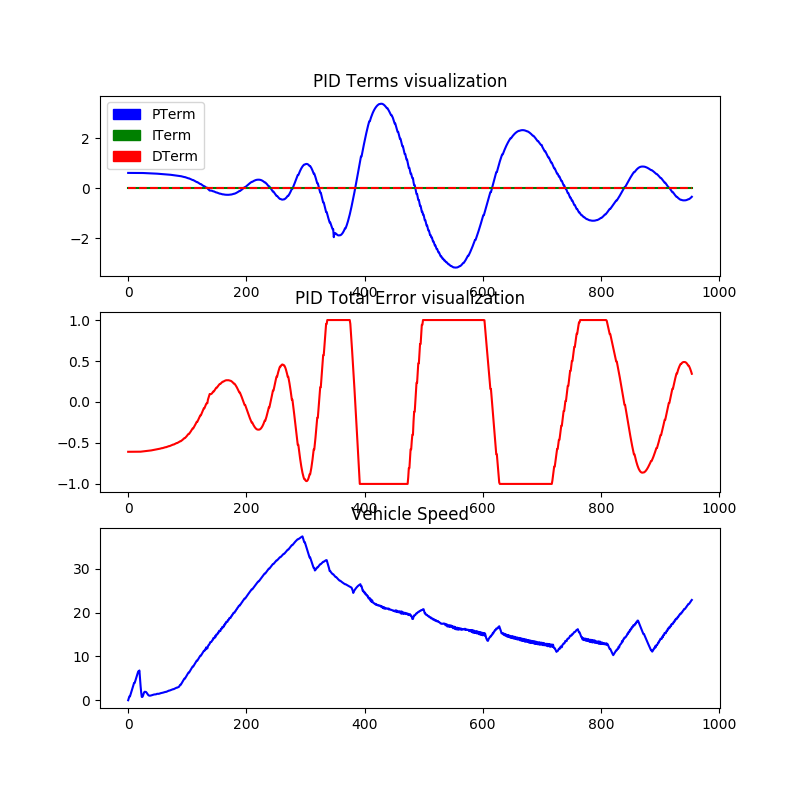 PID Terms visualization
PTerm
ITerm
DTerm
2
0
−2
0 200 400 600 800 1000
PID Total Error visualization
1.0
0.5
0.0
−0.5
−1.0
0 200 400 600 800 1000
Vehicle Speed
30
20
10
0
0 200 400 600 800 1000